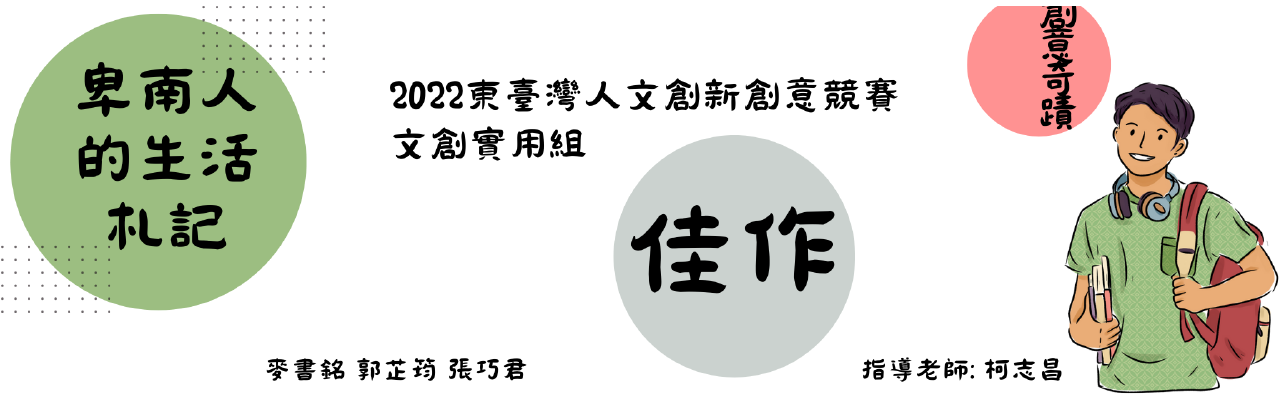 卑南人
的生活
札記
2022東臺灣人文創新創意競賽
文創實用組
佳作
創意奇蹟
麥書銘 郭芷筠 張巧君
指導老師: 柯志昌